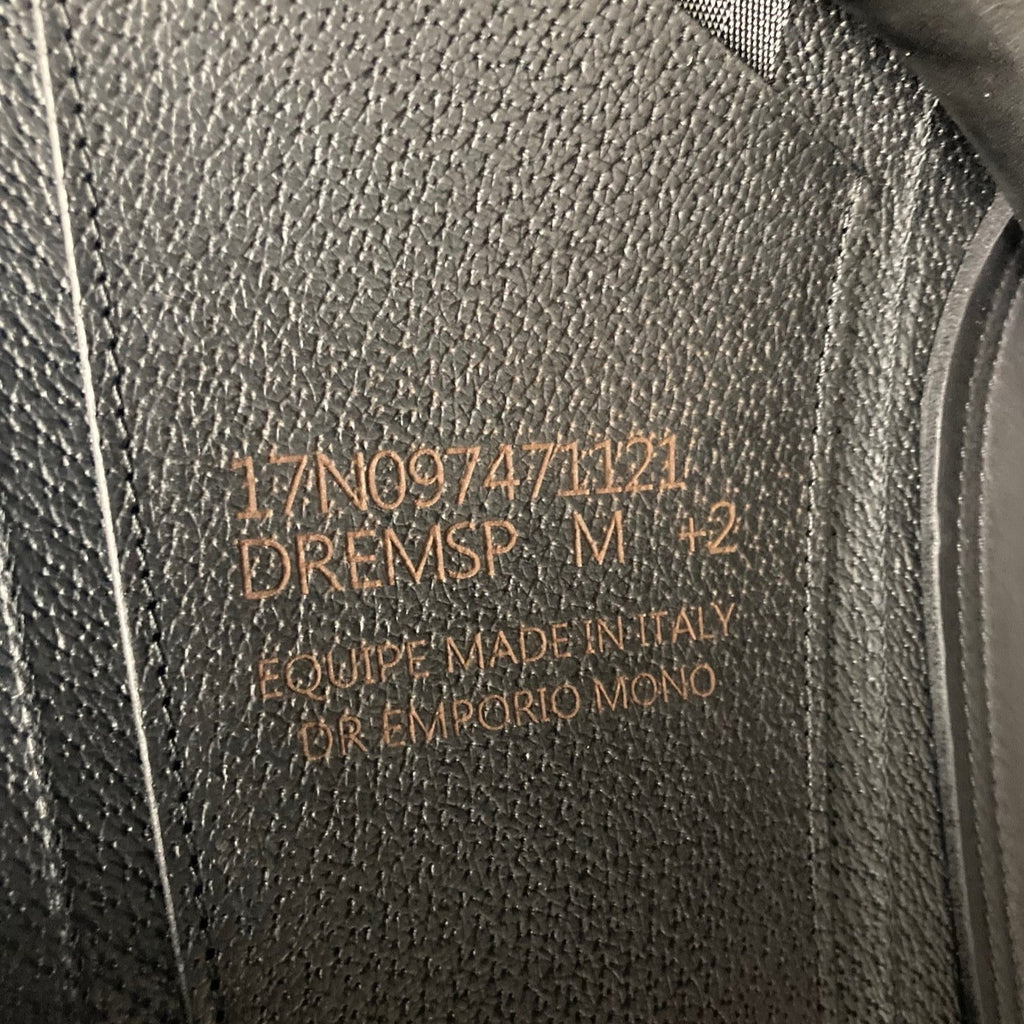 17N097471121
DREMSP M +2
EQUIPE MADE IN ITALY
DR EMPORIO MONO